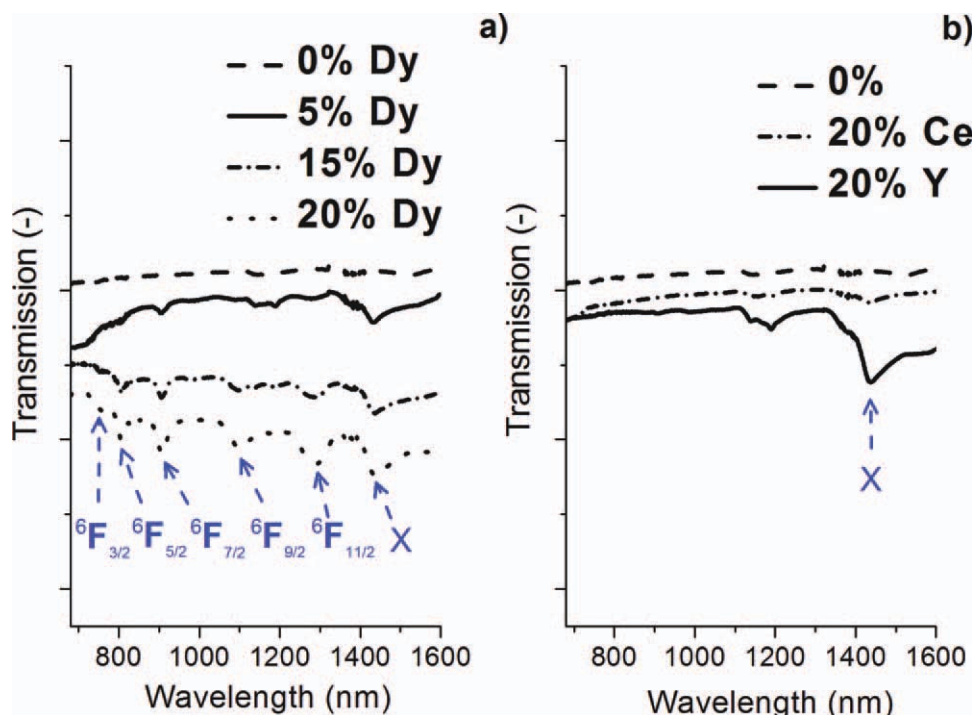 a)
0% Dy
5% Dy
15% Dy
20% Dy
Transmission (-)
⁶F₃/₂ ⁶F₅/₂ ⁶F₇/₂ ⁶F₉/₂ ⁶F₁₁/₂ X
800 1000 1200 1400 1600
Wavelength (nm)
b)
0%
20% Ce
20% Y
Transmission (-)
X
800 1000 1200 1400 1600
Wavelength (nm)